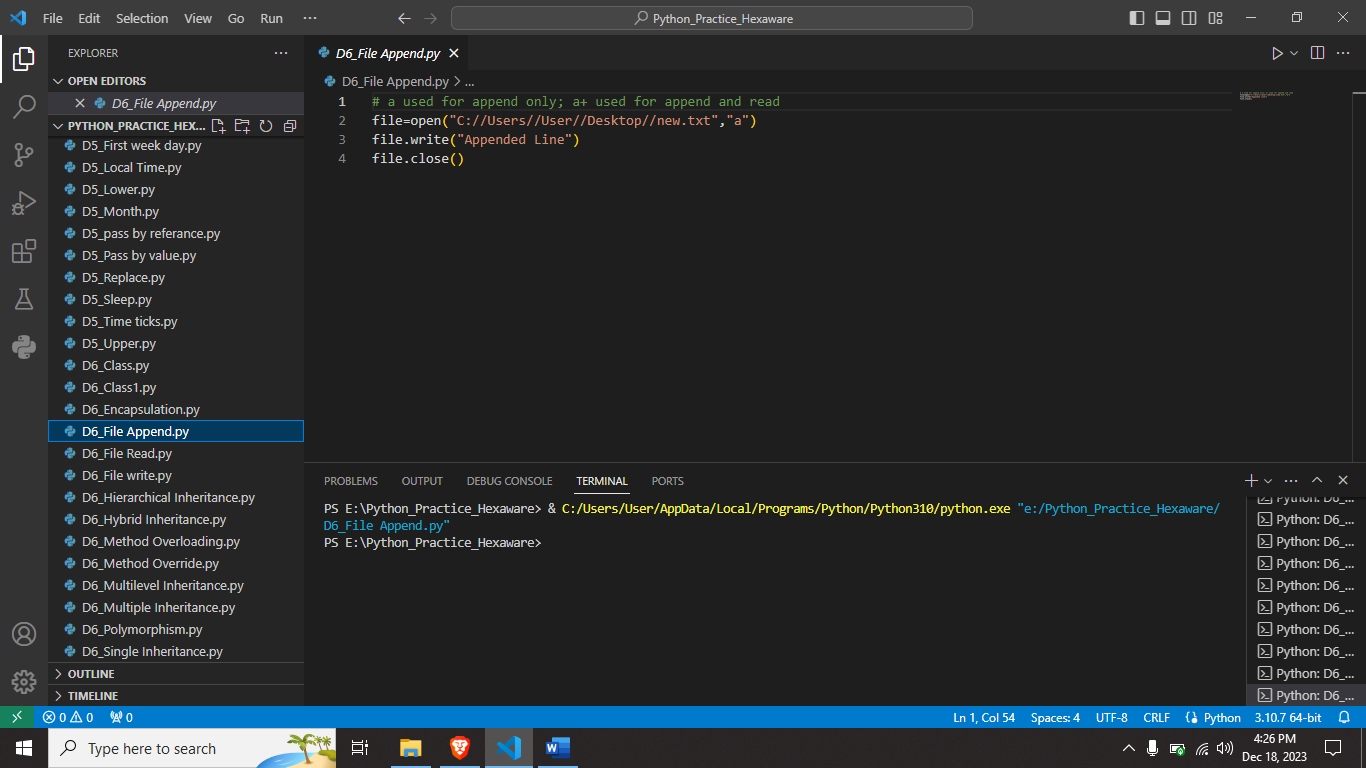 File Edit Selection View Go Run ···
Python_Practice_Hexaware
EXPLORER ···
OPEN EDITORS
D6_File Append.py
PYTHON_PRACTICE_HEX...
D5_First week day.py
D5_Local Time.py
D5_Lower.py
D5_Month.py
D5_pass by referance.py
D5_Pass by value.py
D5_Replace.py
D5_Sleep.py
D5_Time ticks.py
D5_Upper.py
D6_Class.py
D6_Class1.py
D6_Encapsulation.py
D6_File Append.py
D6_File Read.py
D6_File write.py
D6_Hierarchical Inheritance.py
D6_Hybrid Inheritance.py
D6_Method Overloading.py
D6_Method Override.py
D6_Multilevel Inheritance.py
D6_Multiple Inheritance.py
D6_Polymorphism.py
D6_Single Inheritance.py
OUTLINE
TIMELINE
D6_File Append.py
D6_File Append.py > ...
1 # a used for append only; a+ used for append and read
2 file=open("C://Users//User//Desktop//new.txt","a")
3 file.write("Appended Line")
4 file.close()
PROBLEMS OUTPUT DEBUG CONSOLE TERMINAL PORTS
PS E:\Python_Practice_Hexaware> & C:/Users/User/AppData/Local/Programs/Python/Python310/python.exe "e:/Python_Practice_Hexaware/
D6_File Append.py"
PS E:\Python_Practice_Hexaware>
Python: D6_...
Python: D6_...
Python: D6_...
Python: D6_...
Python: D6_...
Python: D6_...
Python: D6_...
Python: D6_...
Python: D6_...
Python: D6_...
0 0 0
Ln 1, Col 54 Spaces: 4 UTF-8 CRLF Python 3.10.7 64-bit
Type here to search
4:26 PM
Dec 18, 2023